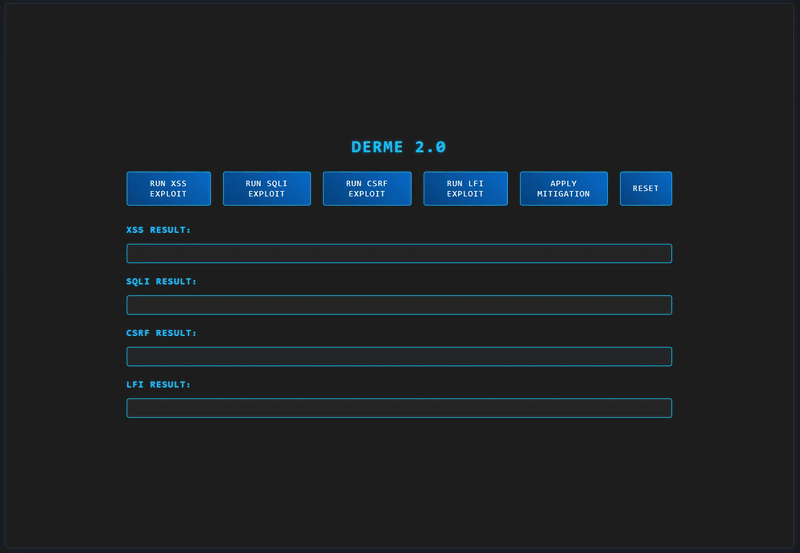 DERME 2.0
RUN XSS
EXPLOIT
RUN SQLI
EXPLOIT
RUN CSRF
EXPLOIT
RUN LFI
EXPLOIT
APPLY
MITIGATION
RESET
XSS RESULT:
SQLI RESULT:
CSRF RESULT:
LFI RESULT: